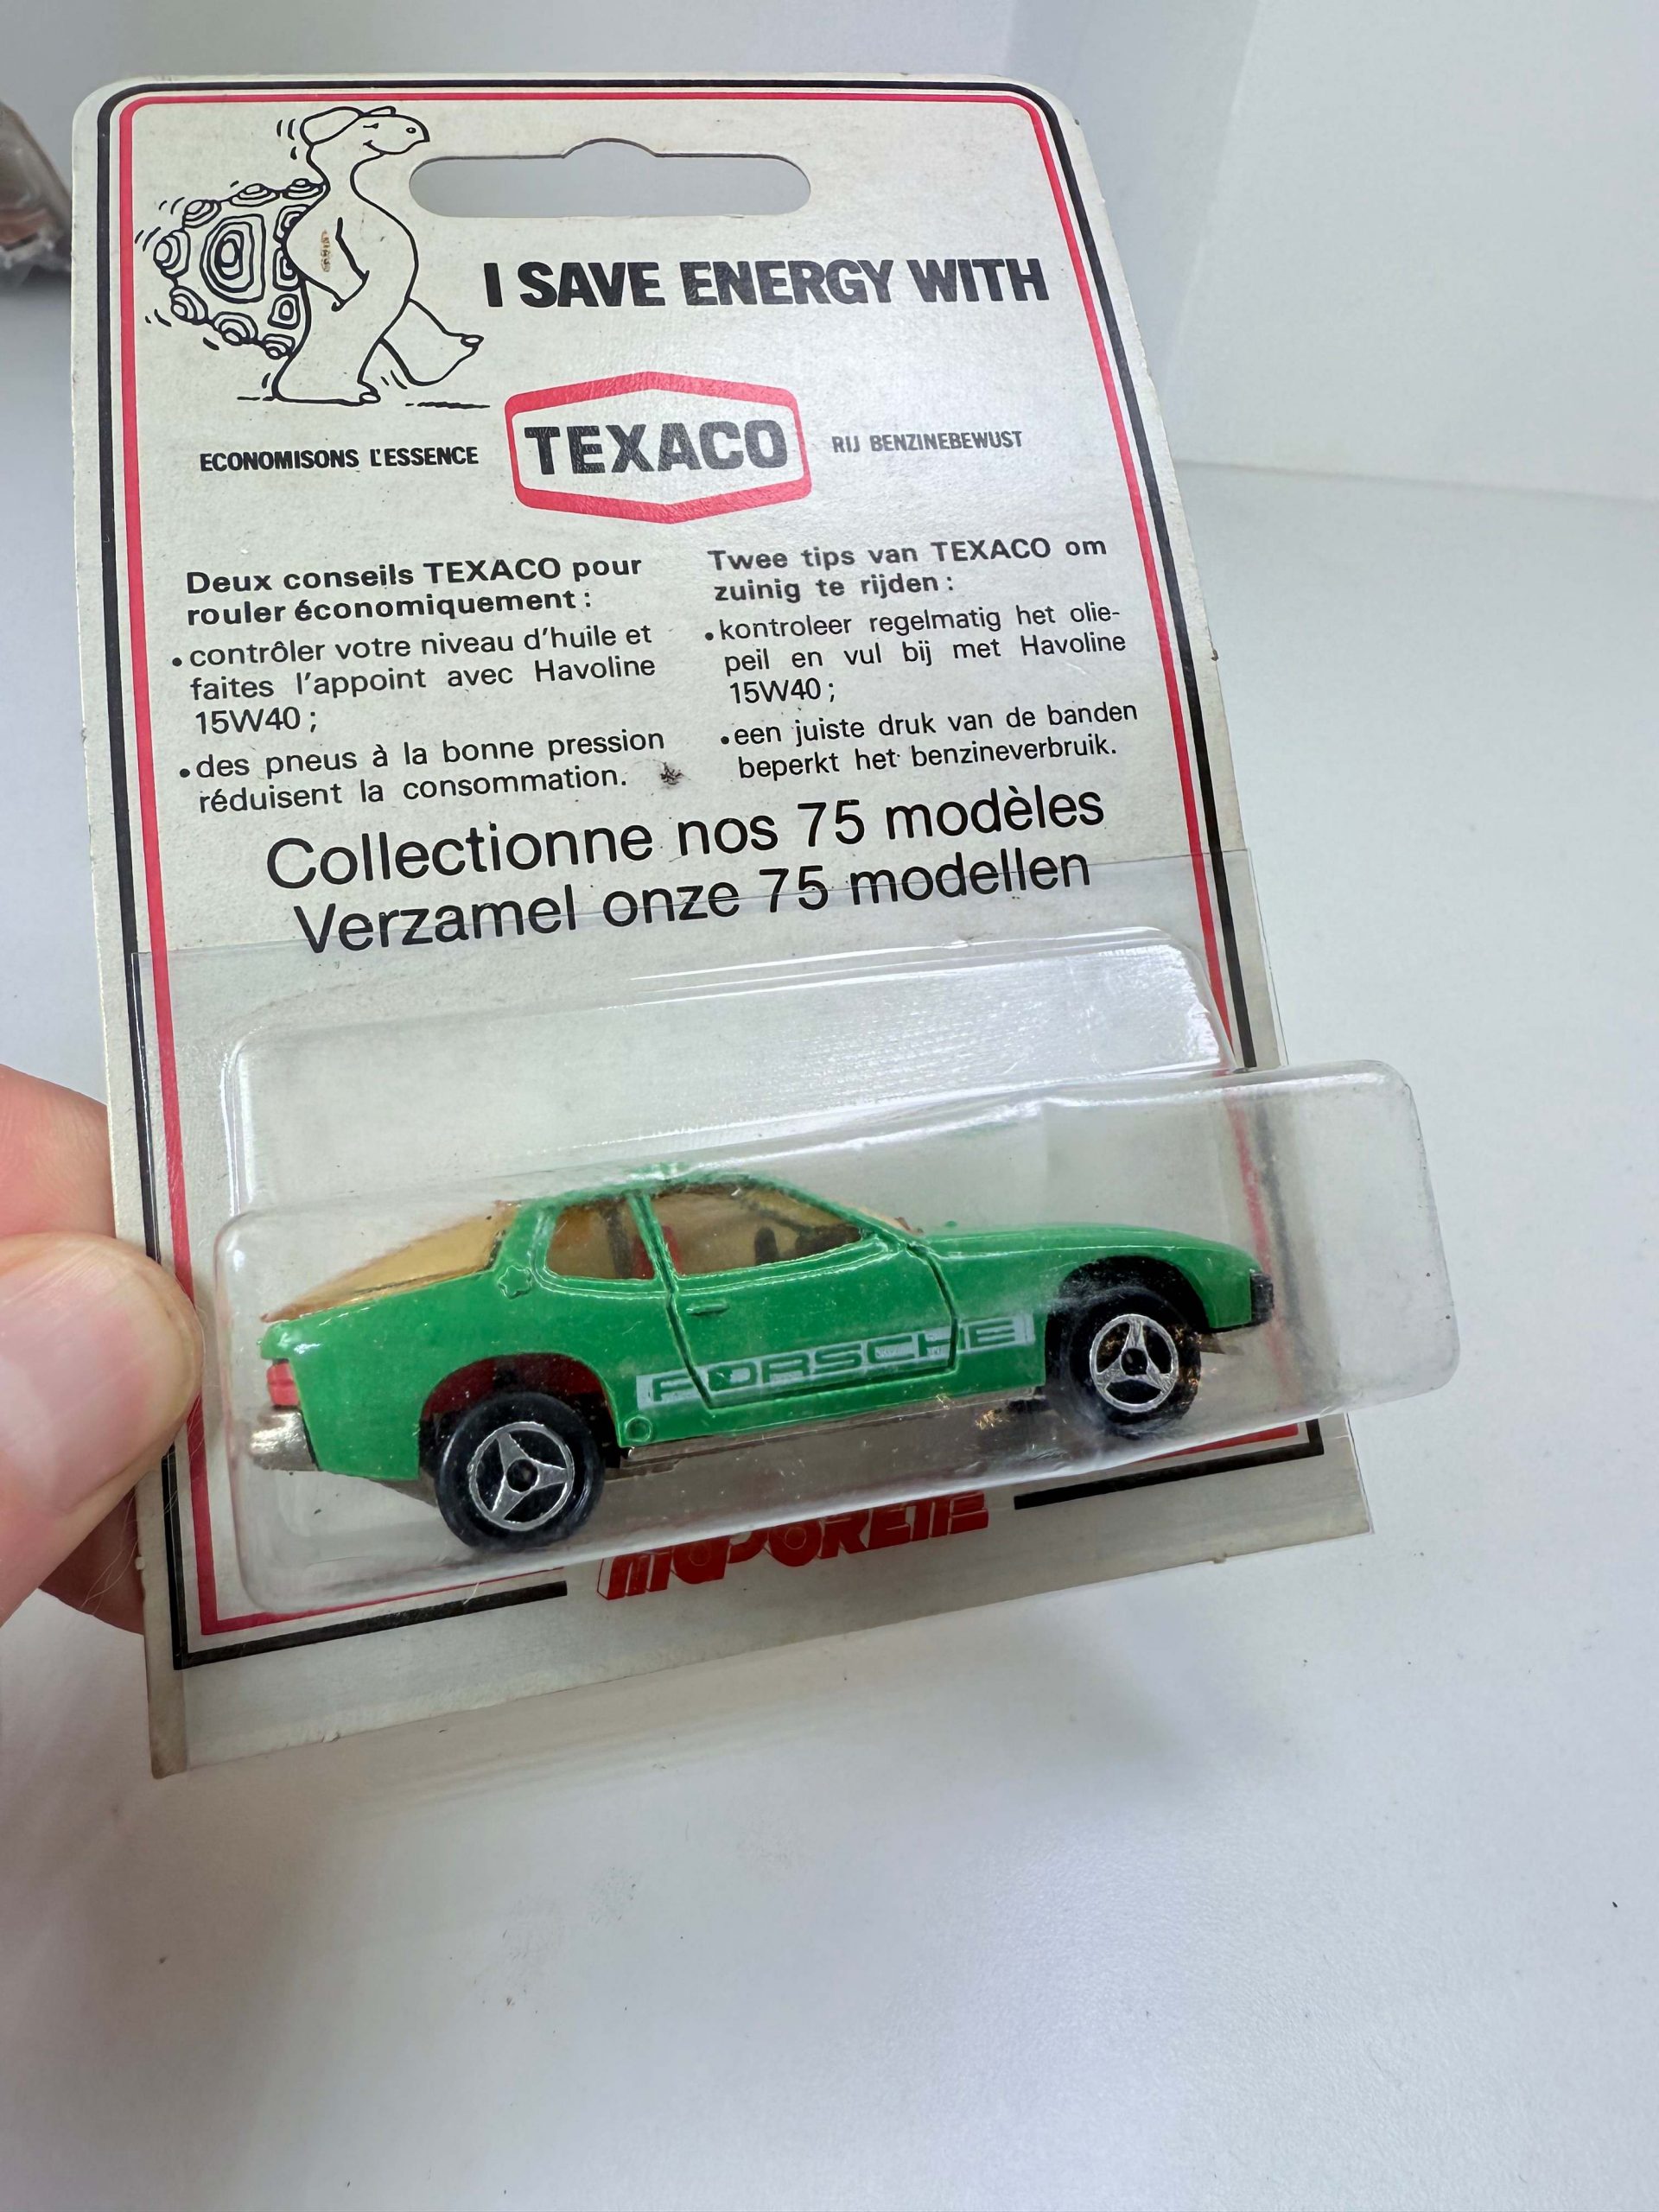 I SAVE ENERGY WITH
ECONOMISONS L'ESSENCE
TEXACO
RIJ BENZINEBEWUST
Deux conseils TEXACO pour
rouler économiquement :
• contrôler votre niveau d'huile et
faites l'appoint avec Havoline
15W40 ;
• des pneus à la bonne pression
réduisent la consommation.
Twee tips van TEXACO om
zuinig te rijden :
• kontroleer regelmatig het olie-
peil en vul bij met Havoline
15W40 ;
• een juiste druk van de banden
beperkt het benzineverbruik.
Collectionne nos 75 modèles
Verzamel onze 75 modellen
PORSCHE
majORETTE